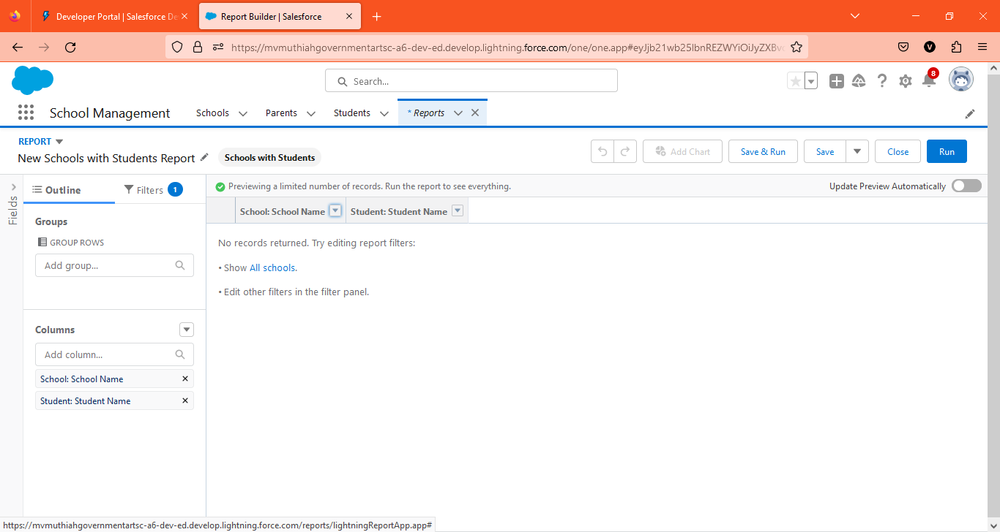 Developer Portal | Salesforce De
Report Builder | Salesforce
https://mvmuthiahgovernmentartsc-a6-dev-ed.develop.lightning.force.com/one/one.app#eyJjb21wb25lbnREZWYiOiJyZXBv
V
Search...
8
School Management
Schools
Parents
Students
* Reports
REPORT
New Schools with Students Report
Schools with Students
Add Chart
Save & Run
Save
Close
Run
Fields
Outline
Filters 1
Previewing a limited number of records. Run the report to see everything.
Update Preview Automatically
Groups
GROUP ROWS
Add group...
Columns
Add column...
School: School Name
Student: Student Name
School: School Name
Student: Student Name
No records returned. Try editing report filters:
• Show All schools.
• Edit other filters in the filter panel.
https://mvmuthiahgovernmentartsc-a6-dev-ed.develop.lightning.force.com/reports/lightningReportApp.app#